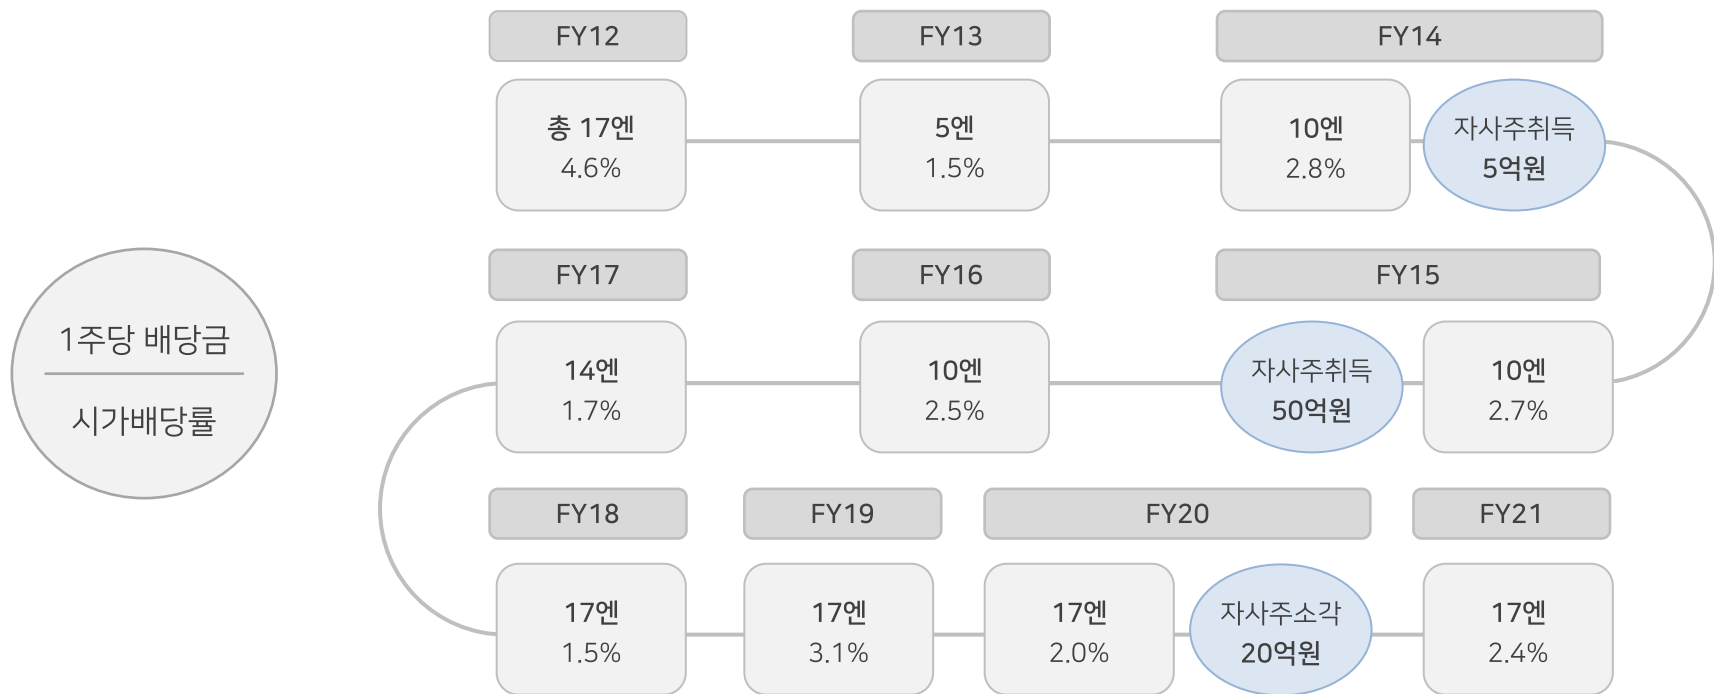 FY12
FY13
FY14
총 17엔
4.6%
5엔
1.5%
10엔
2.8%
자사주취득
5억원
1주당 배당금
시가배당률
FY17
FY16
FY15
14엔
1.7%
10엔
2.5%
자사주취득
50억원
10엔
2.7%
FY18
FY19
FY20
FY21
17엔
1.5%
17엔
3.1%
17엔
2.0%
자사주소각
20억원
17엔
2.4%